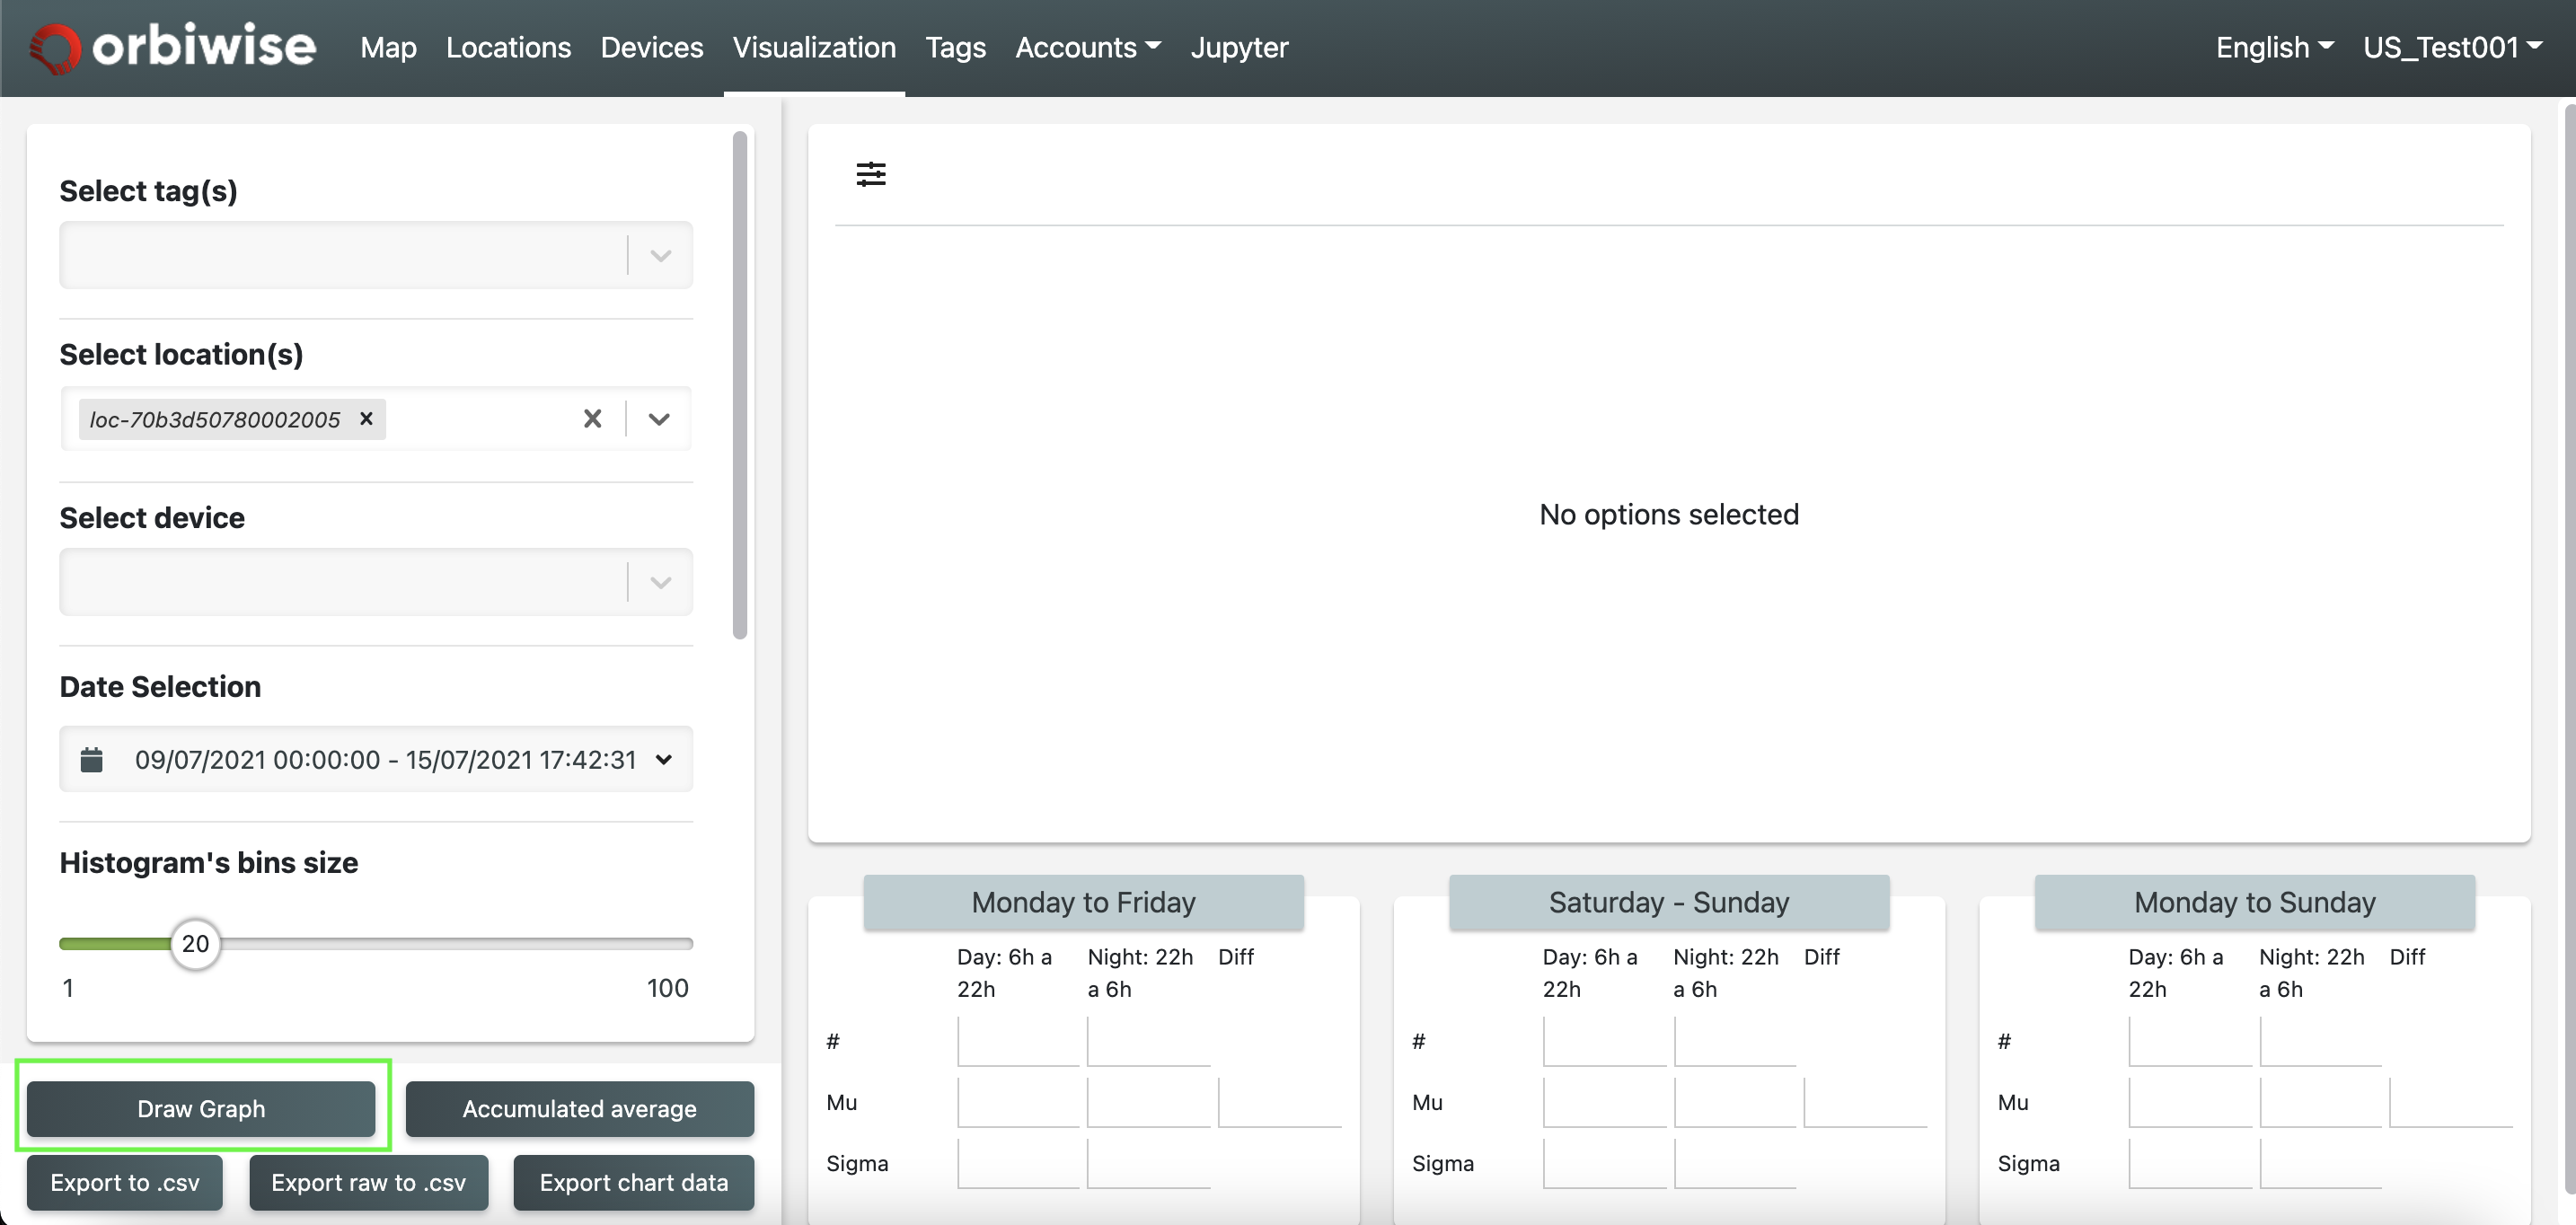 orbiwise Map Locations Devices Visualization Tags Accounts Jupyter English US_Test001
Select tag(s)
Select location(s)
loc-70b3d50780002005
Select device
Date Selection
09/07/2021 00:00:00 - 15/07/2021 17:42:31
Histogram's bins size
20
1 100
Draw Graph Accumulated average
Export to .csv Export raw to .csv Export chart data
No options selected
Monday to Friday
Day: 6h a 22h
Night: 22h a 6h
Diff
#
Mu
Sigma
Saturday - Sunday
Day: 6h a 22h
Night: 22h a 6h
Diff
#
Mu
Sigma
Monday to Sunday
Day: 6h a 22h
Night: 22h a 6h
Diff
#
Mu
Sigma